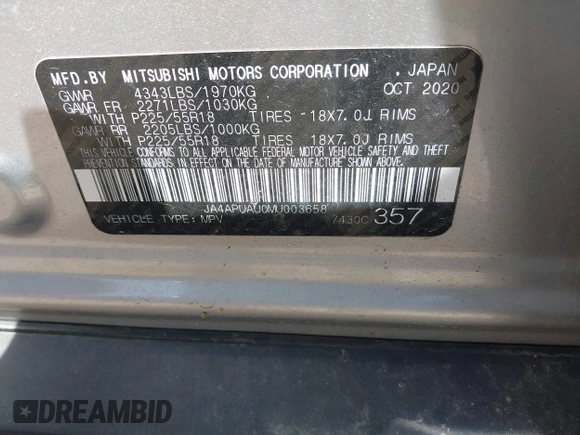 MFD. BY MITSUBISHI MOTORS CORPORATION , JAPAN
GVWR 4343LBS/1970KG OCT 2020
GAWR FR 2271LBS/1030KG
WITH P225/55R18 TIRES 18X7.0J RIMS
GAWR RR 2205LBS/1000KG
WITH P225/55R18 TIRES 18X7.0J RIMS
THIS VEHICLE CONFORMS TO ALL APPLICABLE FEDERAL MOTOR VEHICLE SAFETY AND THEFT
PREVENTION STANDARDS IN EFFECT ON THE DATE OF MANUFACTURE SHOWN ABOVE.
JA4APUAU0MU003658
VEHICLE TYPE: MPV 7430C 357
DREAMBID